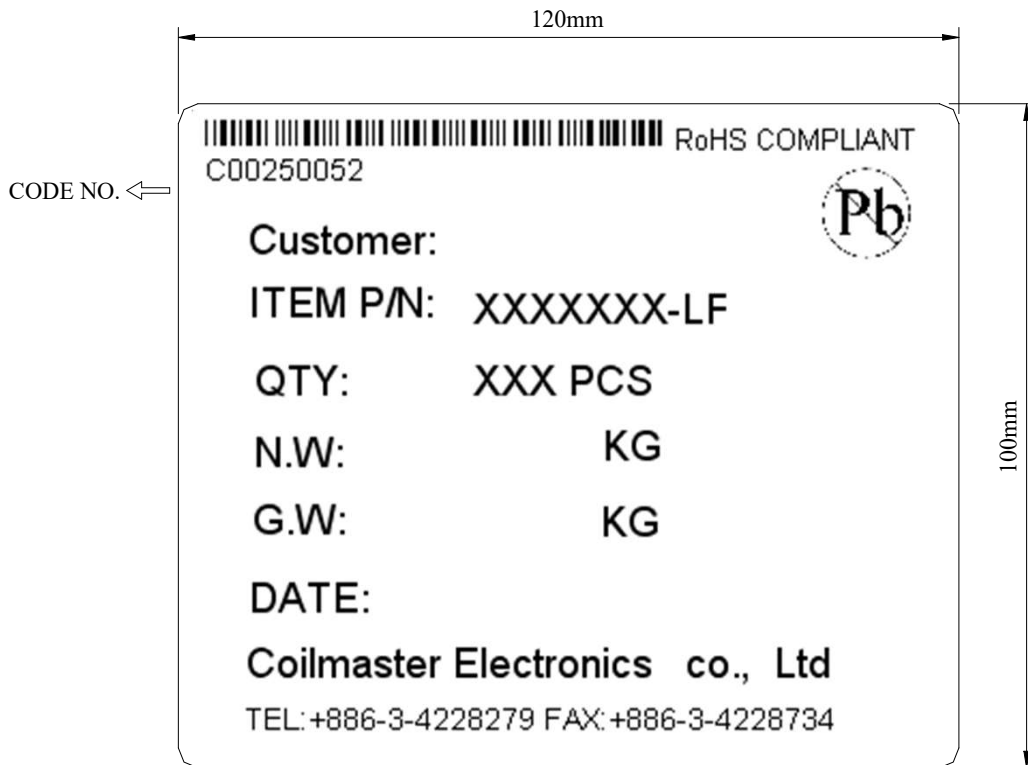 120mm
RoHS COMPLIANT
C00250052
CODE NO.
Pb
Customer:
ITEM P/N: XXXXXXX-LF
QTY: XXX PCS
N.W: KG
G.W: KG
100mm
DATE:
Coilmaster Electronics co., Ltd
TEL:+886-3-4228279 FAX:+886-3-4228734